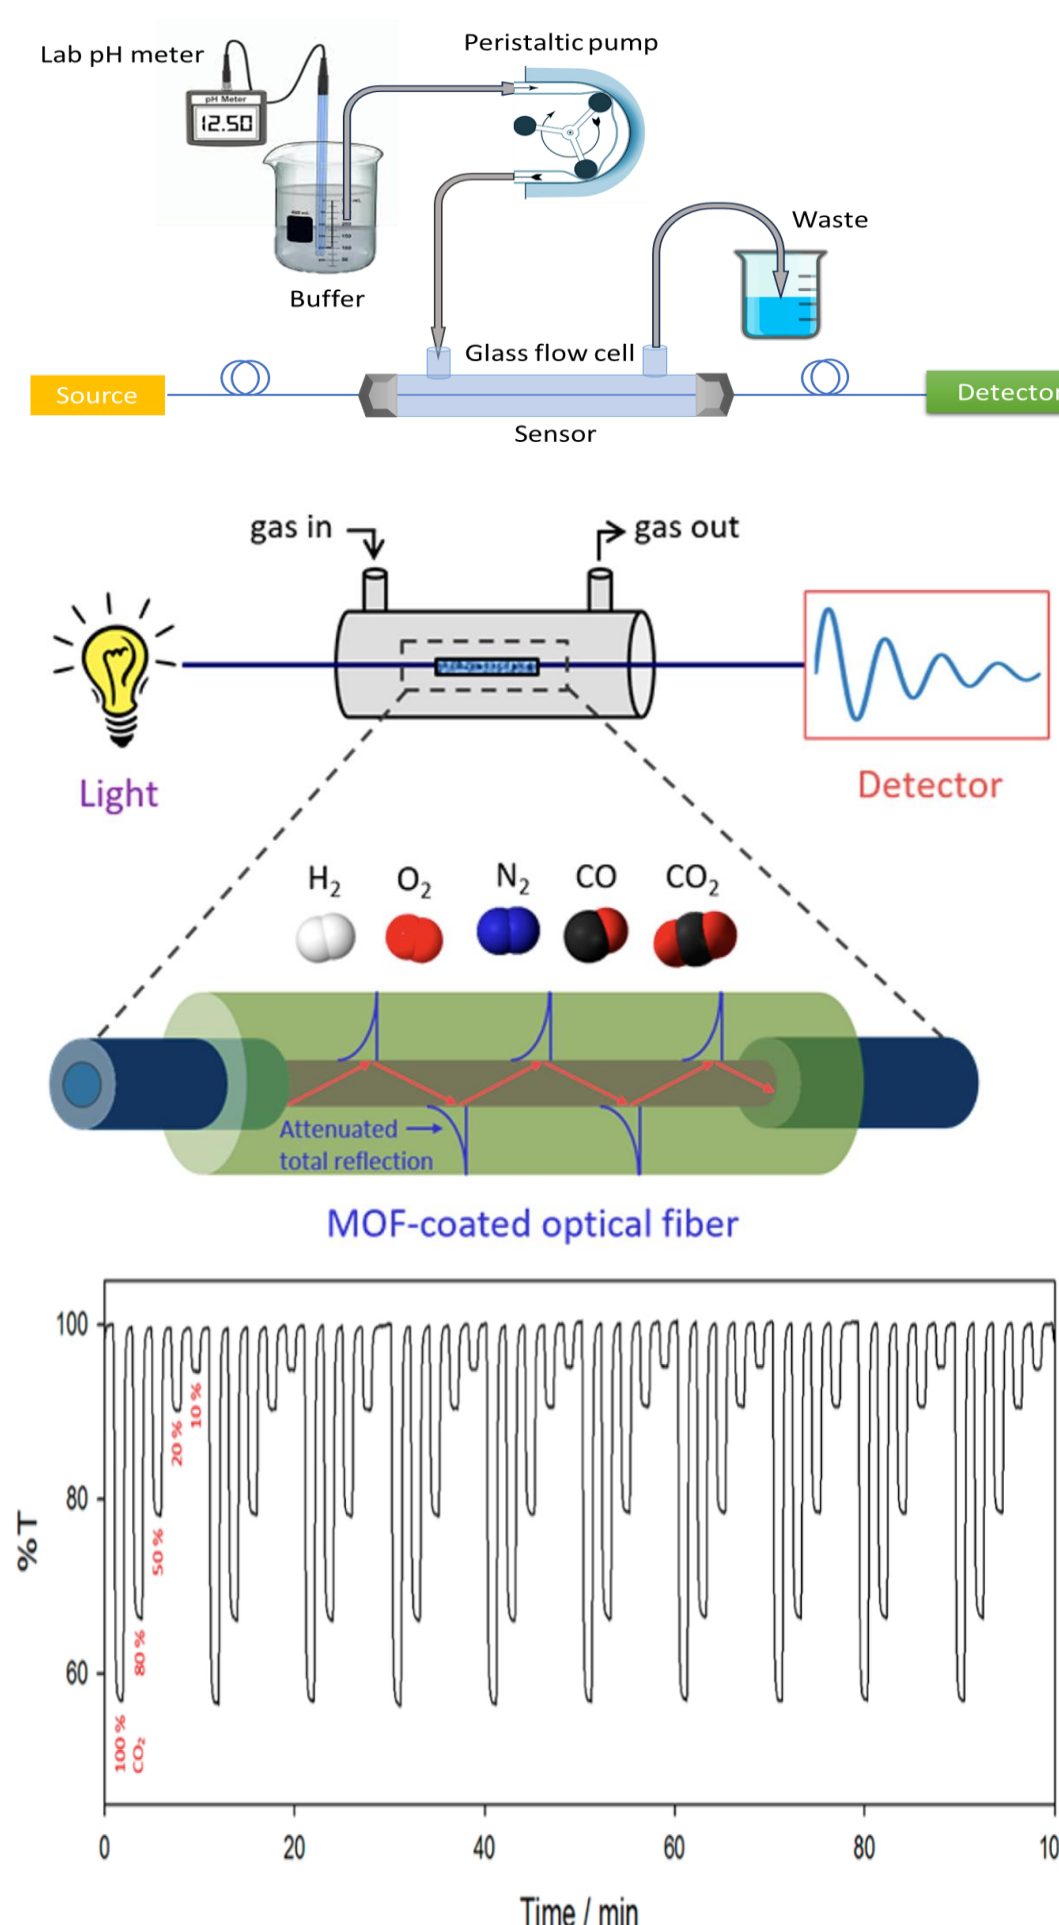 Peristaltic pump
Lab pH meter
pH Meter
12.50
Waste
Buffer
Glass flow cell
Source
Detector
Sensor
gas in
gas out
Light
Detector
H2
O2
N2
CO
CO2
Attenuated
total reflection
MOF-coated optical fiber
100
80
60
%T
100 %
CO2
80 %
50 %
20 %
10 %
0
20
40
60
80
10
Time / min